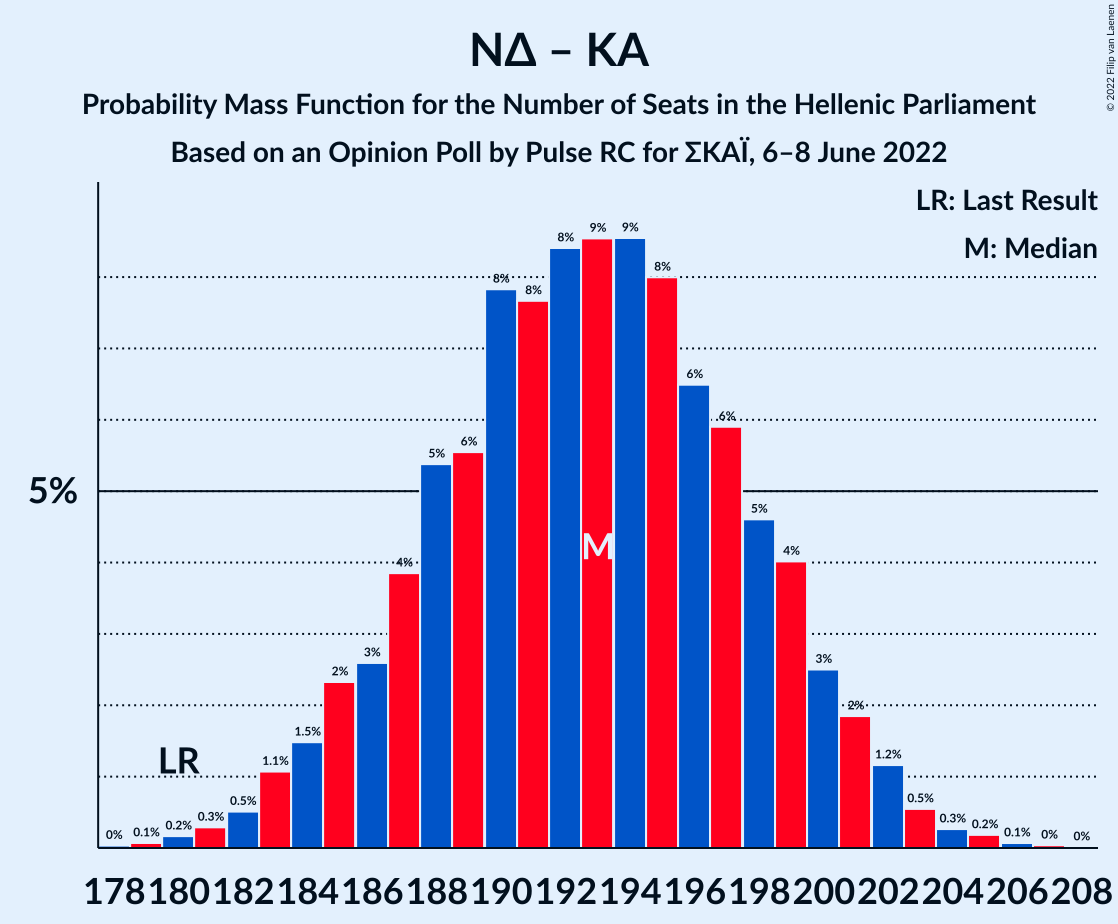 ΝΔ – ΚΑ
Probability Mass Function for the Number of Seats in the Hellenic Parliament
Based on an Opinion Poll by Pulse RC for ΣΚΑΪ, 6–8 June 2022
© 2022 Filip van Laenen
LR: Last Result
M: Median
5%
LR
M
0% 0.1% 0.2% 0.3% 0.5% 1.1% 1.5% 2% 3% 4% 5% 6% 8% 8% 8% 9% 9% 8% 6% 6% 5% 4% 3% 2% 1.2% 0.5% 0.3% 0.2% 0.1% 0% 0%
178 180 182 184 186 188 190 192 194 196 198 200 202 204 206 208